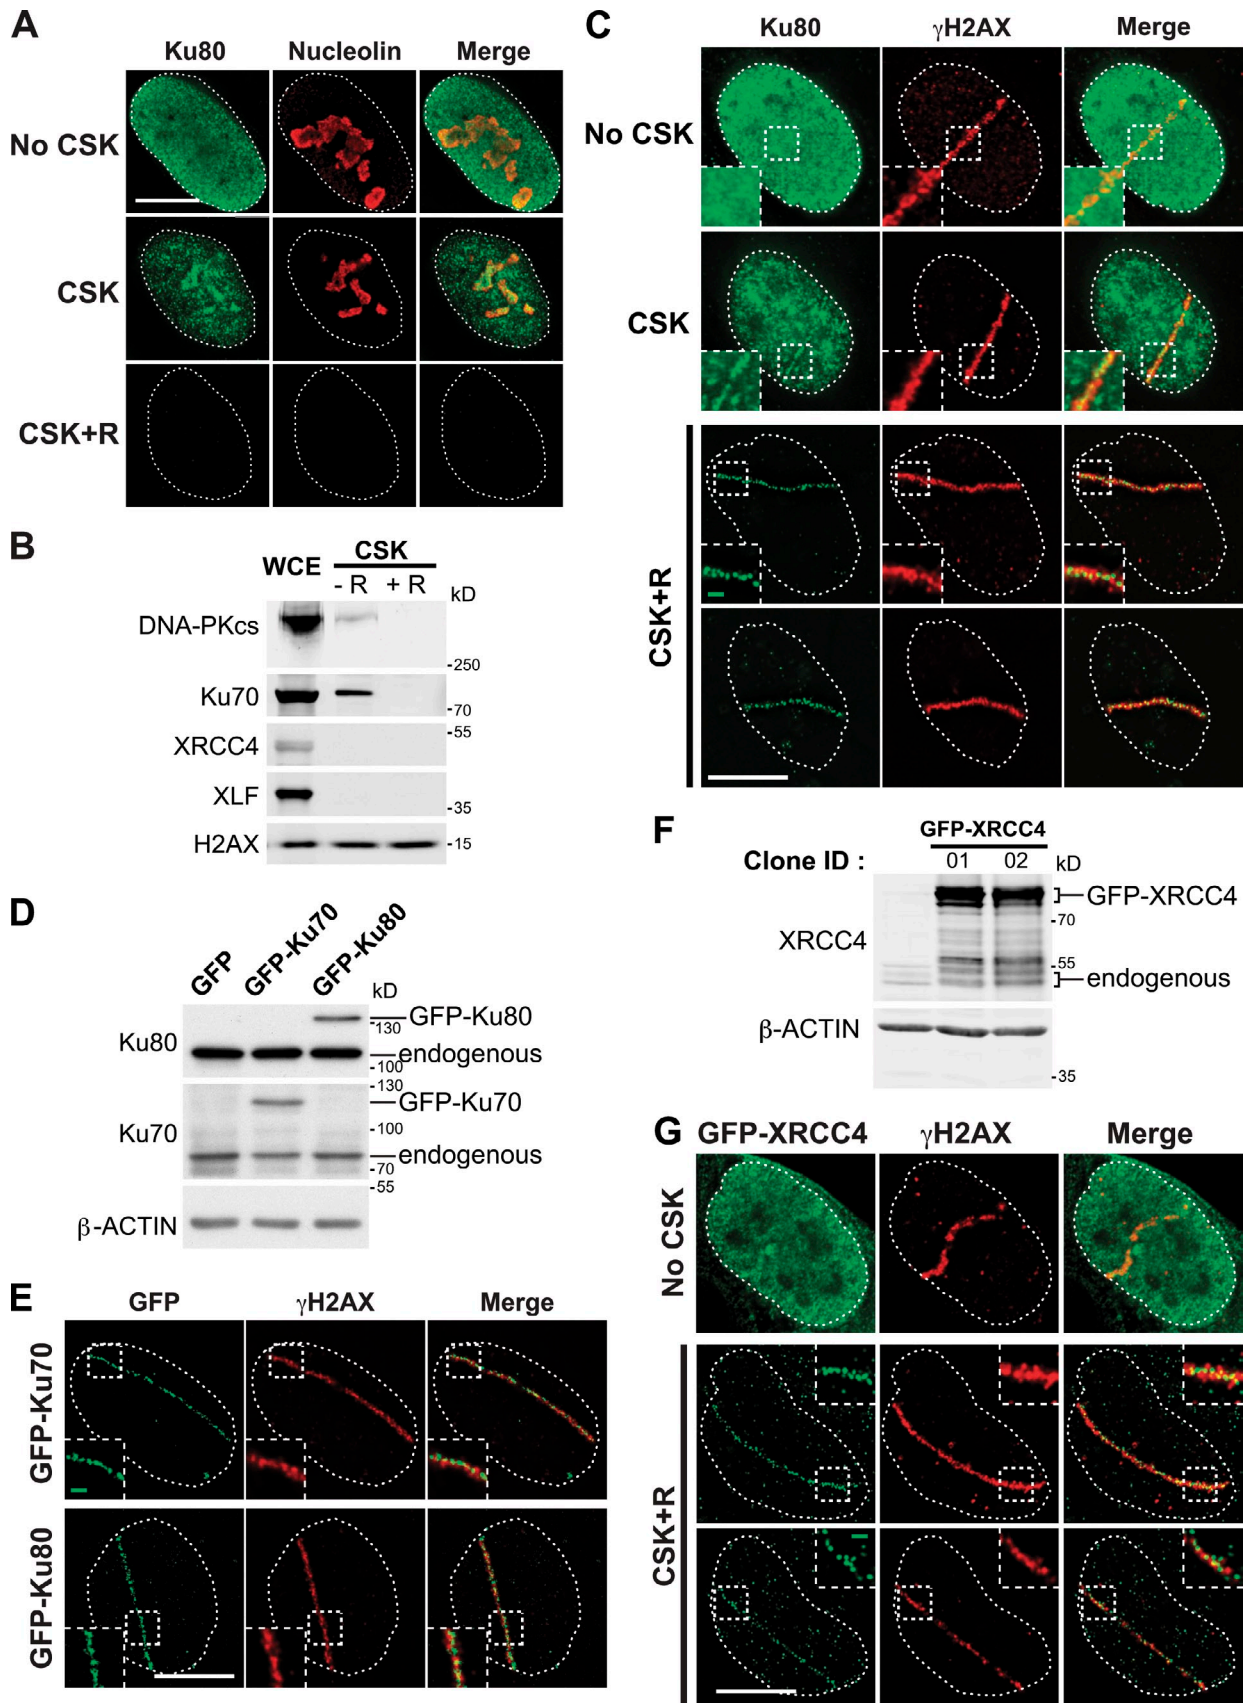 A
Ku80 Nucleolin Merge
No CSK
CSK
CSK+R
B
WCE CSK
- R + R
kD
DNA-PKcs
-250
Ku70
-70
-55
XRCC4
XLF
-35
H2AX
-15
C
Ku80 γH2AX Merge
No CSK
CSK
CSK+R
D
GFP GFP-Ku70 GFP-Ku80
kD
GFP-Ku80
-130
Ku80
endogenous
-100
-130
GFP-Ku70
-100
Ku70
endogenous
-70
-55
β-ACTIN
E
GFP γH2AX Merge
GFP-Ku70
GFP-Ku80
F
GFP-XRCC4
Clone ID : 01 02 kD
GFP-XRCC4
-70
XRCC4
-55
endogenous
β-ACTIN
-35
G
GFP-XRCC4 γH2AX Merge
No CSK
CSK+R